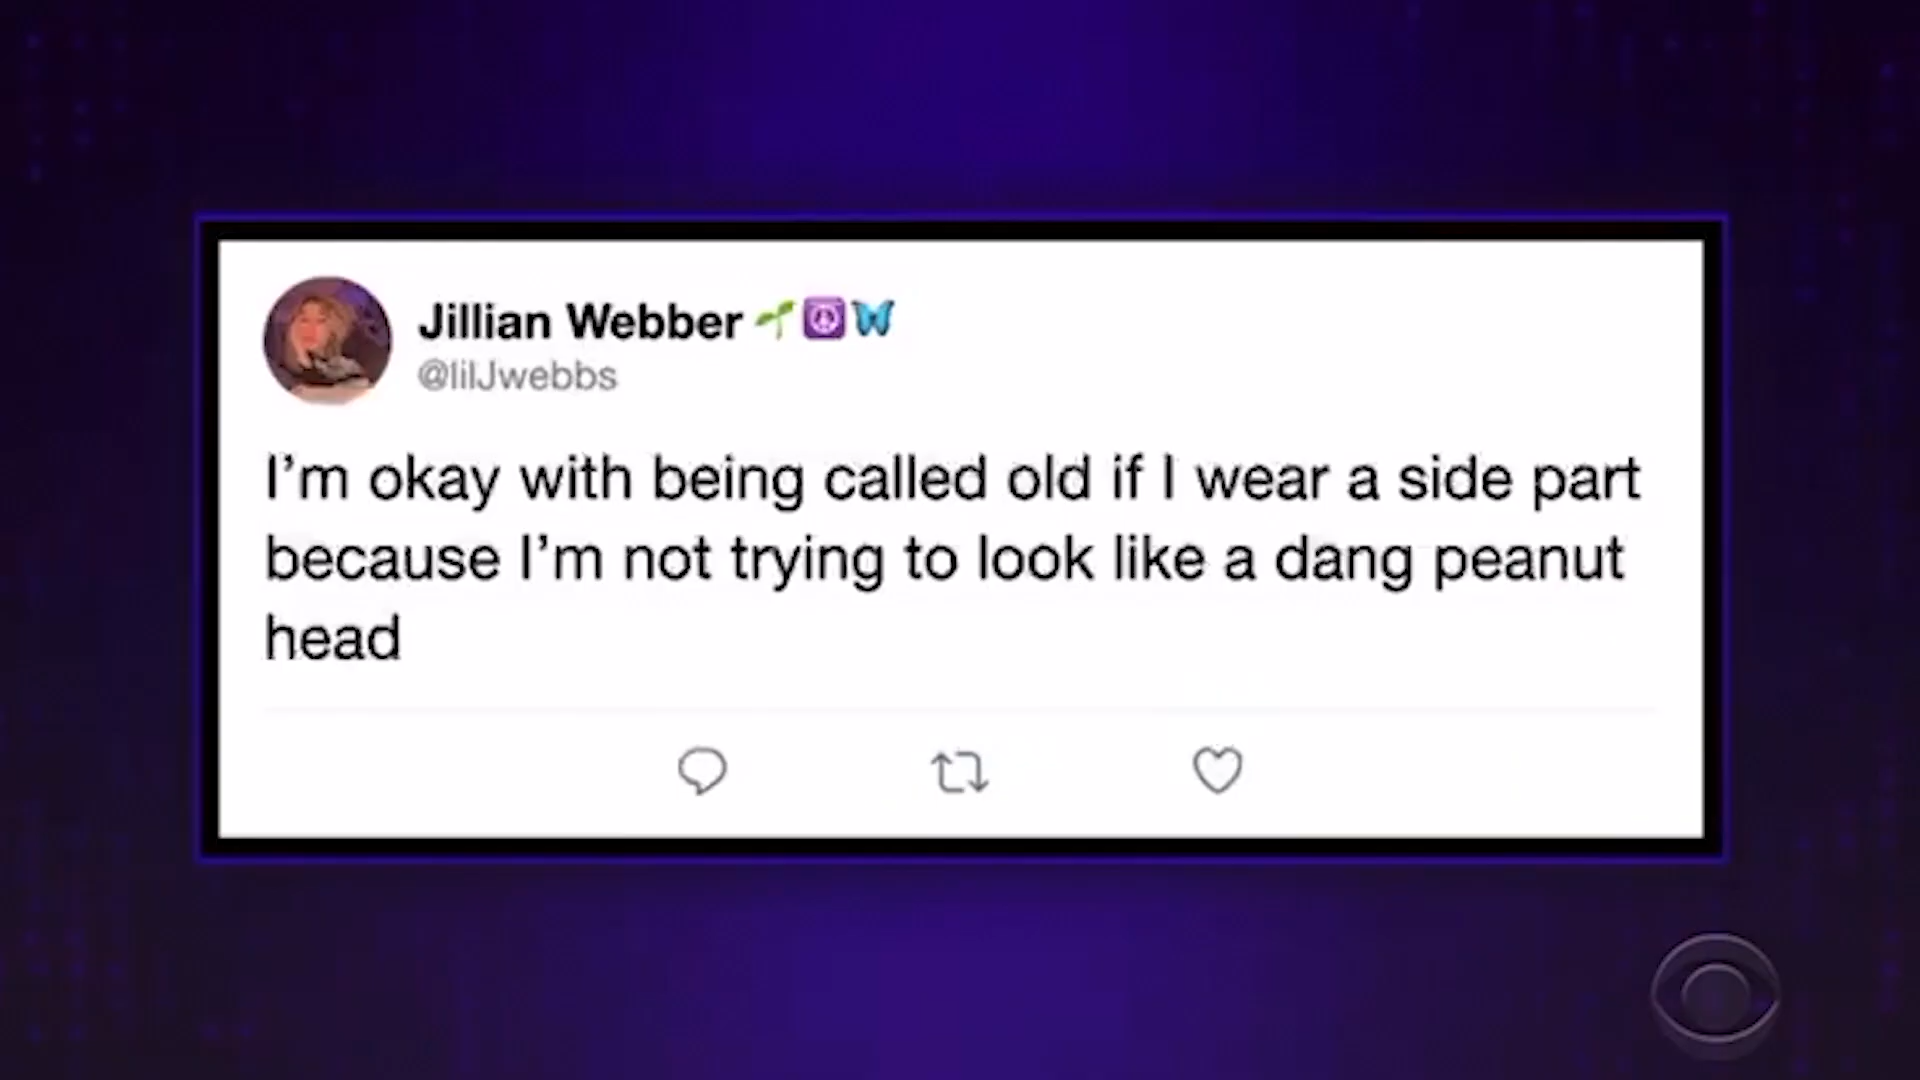 Jillian Webber 🌱☮️🦋
@lilJwebbs
I'm okay with being called old if I wear a side part
because I'm not trying to look like a dang peanut
head